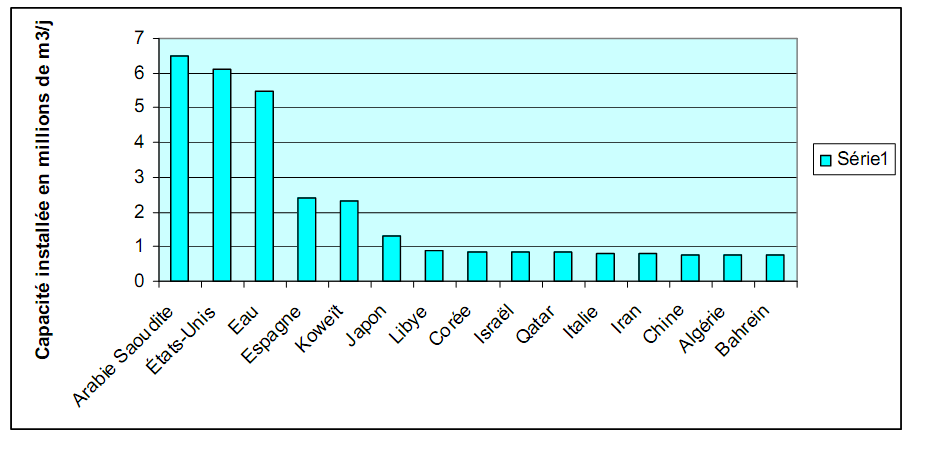 Capacité installée en millions de m3/j
7
6
5
4
3
2
1
0
Arabie Saoudite
États-Unis
Eau
Espagne
Koweït
Japon
Libye
Corée
Israël
Qatar
Italie
Iran
Chine
Algérie
Bahrein
Série1